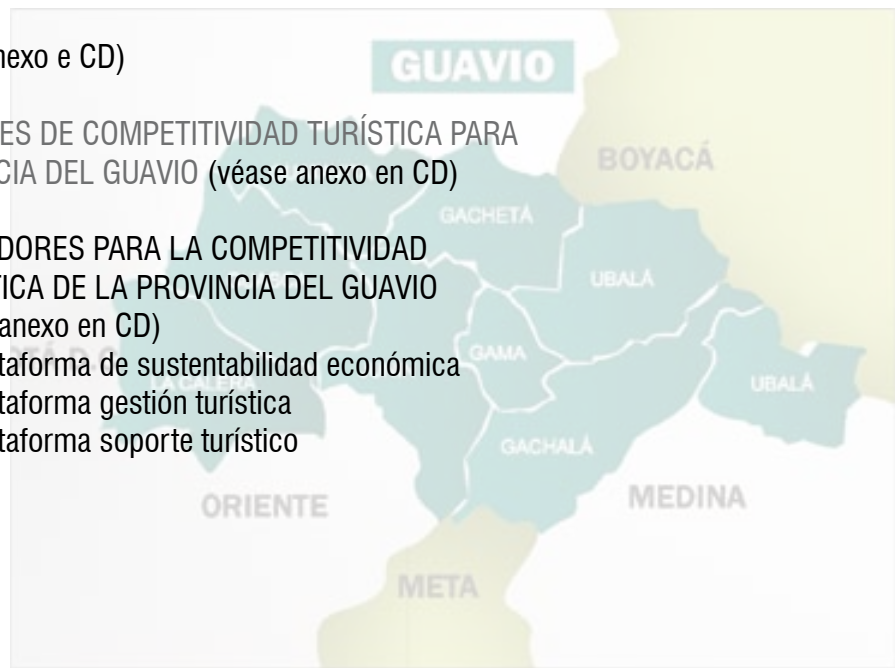 nexo e CD)
GUAVIO
ES DE COMPETITIVIDAD TURÍSTICA PARA
CIA DEL GUAVIO (véase anexo en CD)
BOYACÁ
GACHETÁ
DORES PARA LA COMPETITIVIDAD
TICA DE LA PROVINCIA DEL GUAVIO
UBALÁ
anexo en CD)
GAMA
taforma de sustentabilidad económica
LA CALERA
UBALÁ
taforma gestión turística
taforma soporte turístico
GACHALÁ
ORIENTE
MEDINA
META